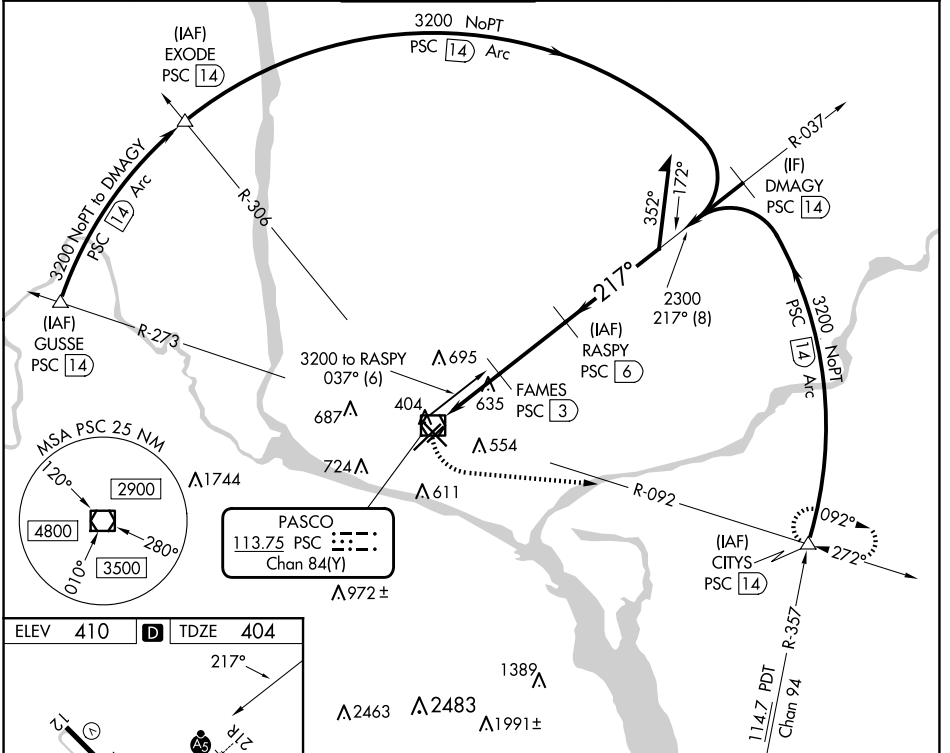 3200 NoPT
PSC 14 Arc
(IAF)
EXODE
PSC 14
R-037
(IF)
DMAGY
PSC 14
3200 NoPT to DMAGY
PSC 14 Arc
R-306
352°
172°
217°
2300
217° (8)
(IAF)
GUSSE
PSC 14
R-273
3200 NoPT
PSC 14 Arc
(IAF)
RASPY
PSC 6
3200 to RASPY
037° (6)
695
FAMES
PSC 3
635
404
687
554
724
611
1744
MSA PSC 25 NM
120°
2900
4800
280°
3500
010°
PASCO
113.75 PSC
Chan 84(Y)
R-092
092°
272°
(IAF)
CITYS
PSC 14
972 ±
R-357
114.7 PDT
Chan 94
ELEV 410 D TDZE 404
217°
12
V
A5
21R
1389
2463
2483
1991±